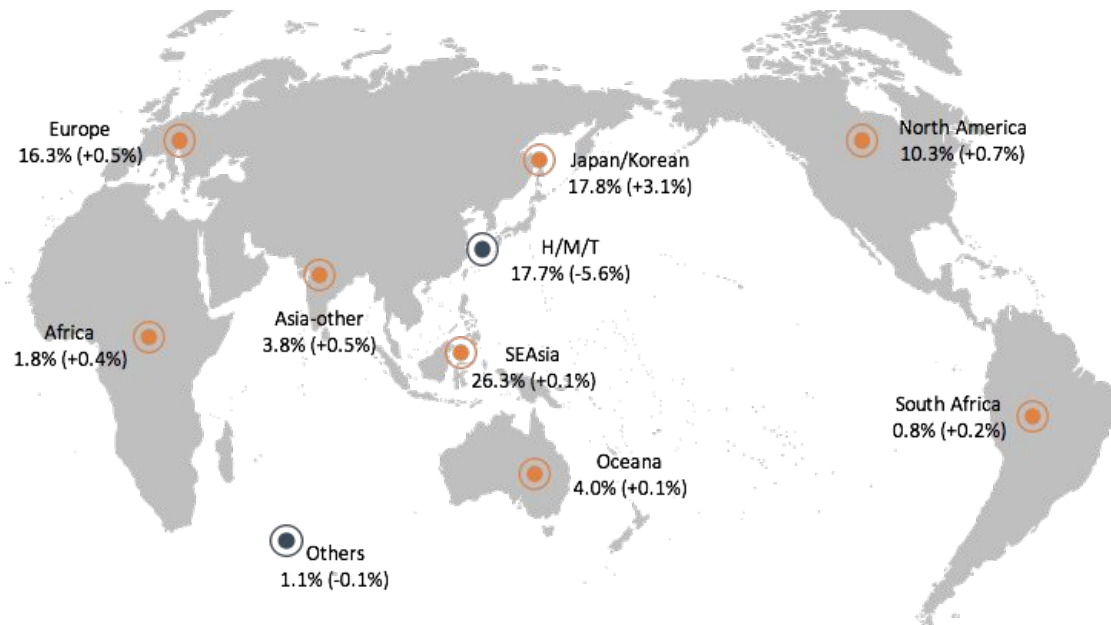 Europe
16.3% (+0.5%)
North America
10.3% (+0.7%)
Japan/Korean
17.8% (+3.1%)
H/M/T
17.7% (-5.6%)
Asia-other
3.8% (+0.5%)
Africa
1.8% (+0.4%)
SEAsia
26.3% (+0.1%)
South Africa
0.8% (+0.2%)
Oceana
4.0% (+0.1%)
Others
1.1% (-0.1%)